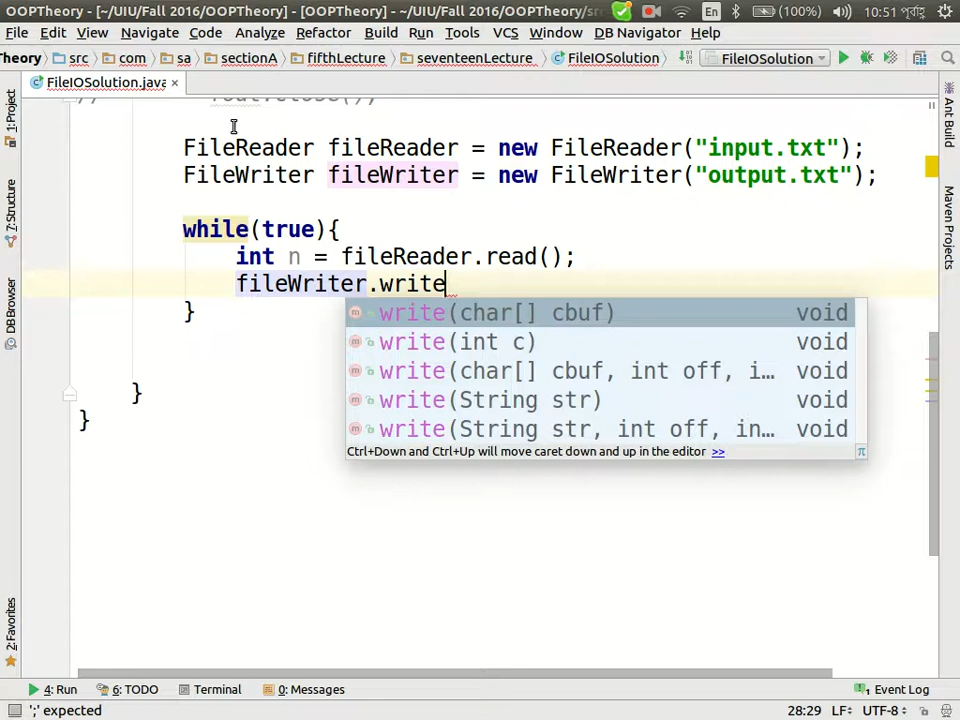 OOPTheory - [~/UIU/Fall 2016/OOPTheory] - [OOPTheory] - ~/UIU/Fall 2016/OOPTheory/sr En (100%) 10:51
File Edit View Navigate Code Analyze Refactor Build Run Tools VCS Window DB Navigator Help
Theory src com sa sectionA fifthLecture seventeenLecture FileIOSolution FileIOSolution
FileIOSolution.java
// fout.close();
FileReader fileReader = new FileReader("input.txt");
FileWriter fileWriter = new FileWriter("output.txt");
while(true){
int n = fileReader.read();
fileWriter.write
}
write(char[] cbuf) void
write(int c) void
write(char[] cbuf, int off, i… void
write(String str) void
write(String str, int off, in… void
Ctrl+Down and Ctrl+Up will move caret down and up in the editor >> π
}
}
1: Project
7: Structure
DB Browser
2: Favorites
Ant Build
Maven Projects
4: Run 6: TODO Terminal 0: Messages Event Log
';' expected 28:29 LF UTF-8